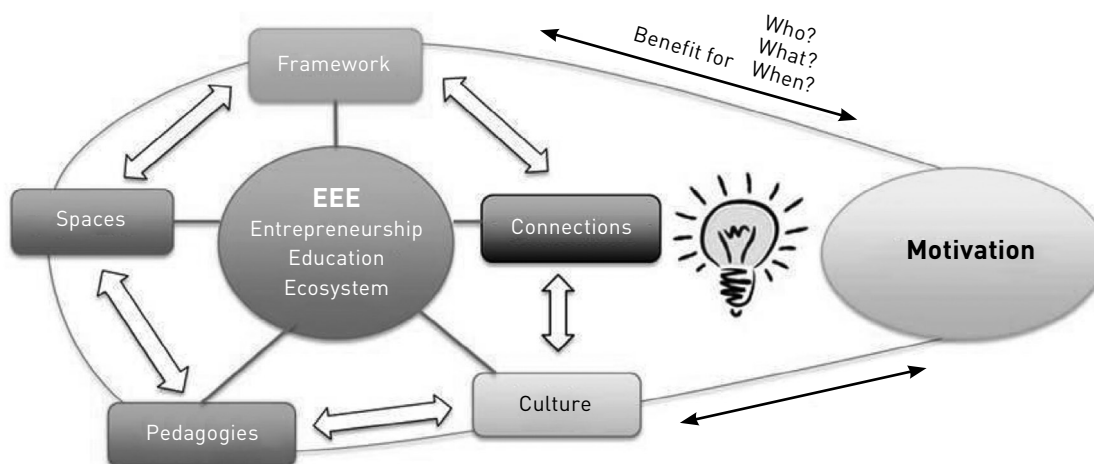 Framework
Benefit for
Who?
What?
When?
Spaces
EEE
Entrepreneurship
Education
Ecosystem
Connections
Motivation
Pedagogies
Culture